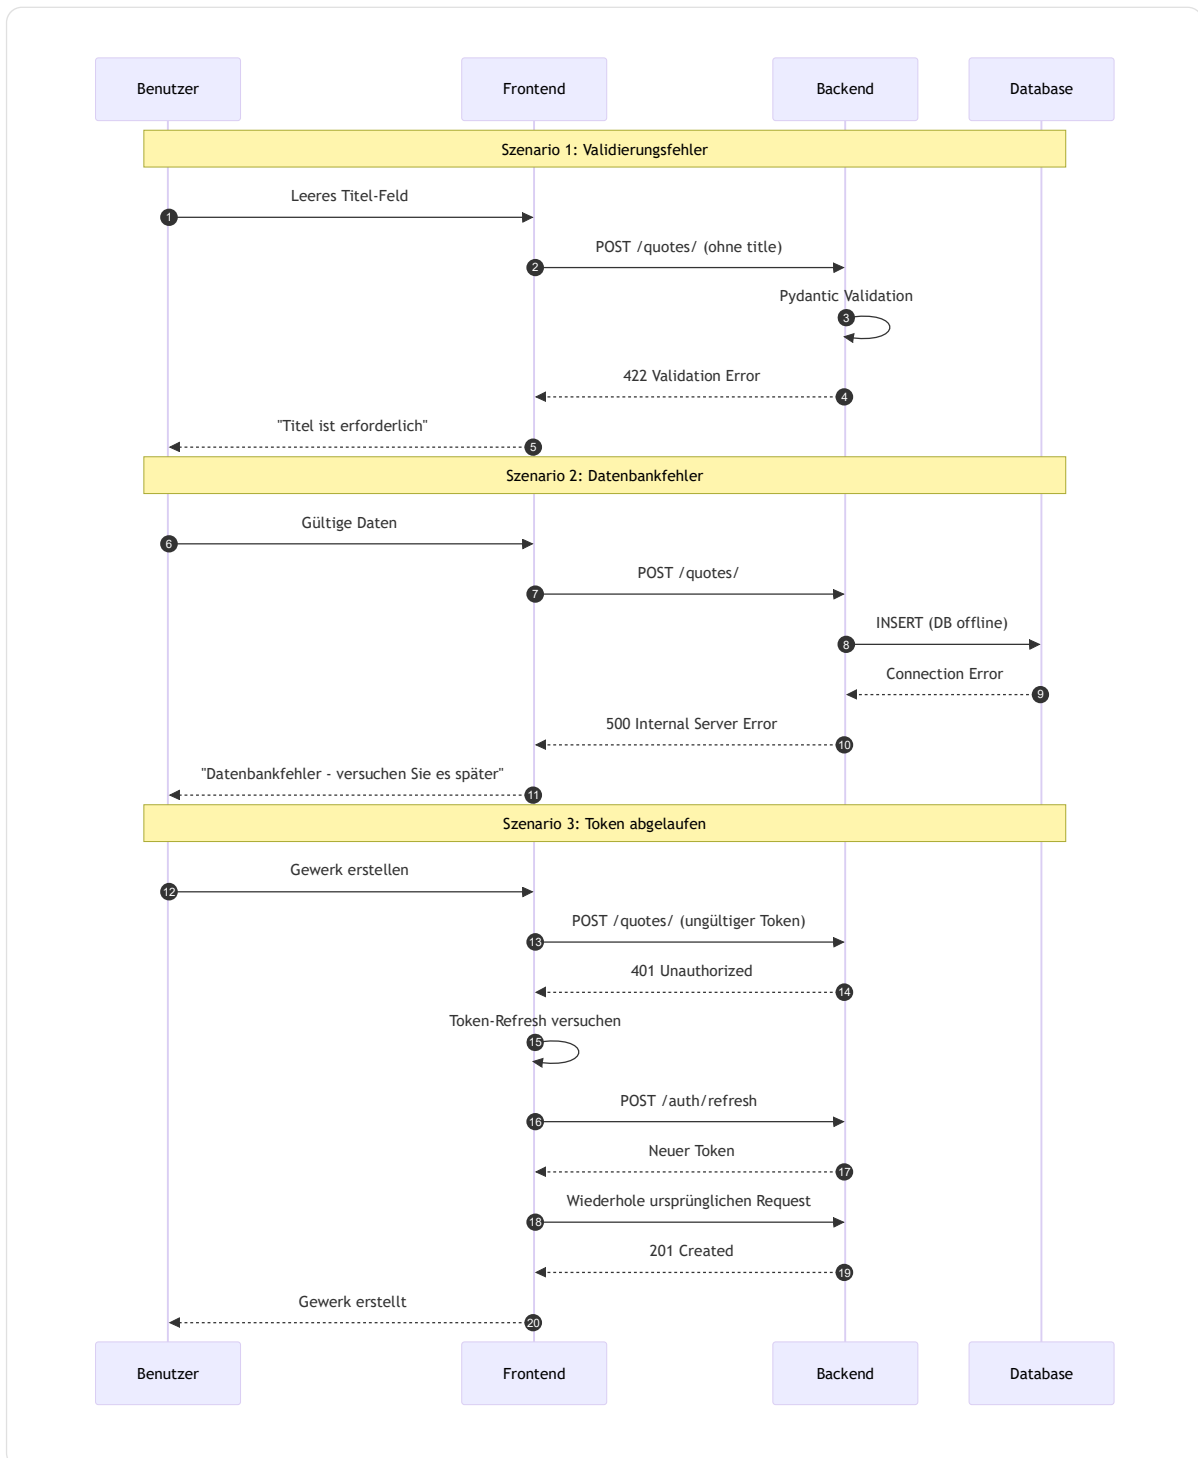 Benutzer
Frontend
Backend
Database
Szenario 1: Validierungsfehler
Leeres Titel-Feld
1
POST /quotes/ (ohne title)
2
Pydantic Validation
3
422 Validation Error
4
"Titel ist erforderlich"
5
Szenario 2: Datenbankfehler
Gültige Daten
6
POST /quotes/
7
INSERT (DB offline)
8
Connection Error
9
500 Internal Server Error
10
"Datenbankfehler - versuchen Sie es später"
11
Szenario 3: Token abgelaufen
Gewerk erstellen
12
POST /quotes/ (ungültiger Token)
13
401 Unauthorized
14
Token-Refresh versuchen
15
POST /auth/refresh
16
Neuer Token
17
Wiederhole ursprünglichen Request
18
201 Created
19
Gewerk erstellt
20
Benutzer
Frontend
Backend
Database